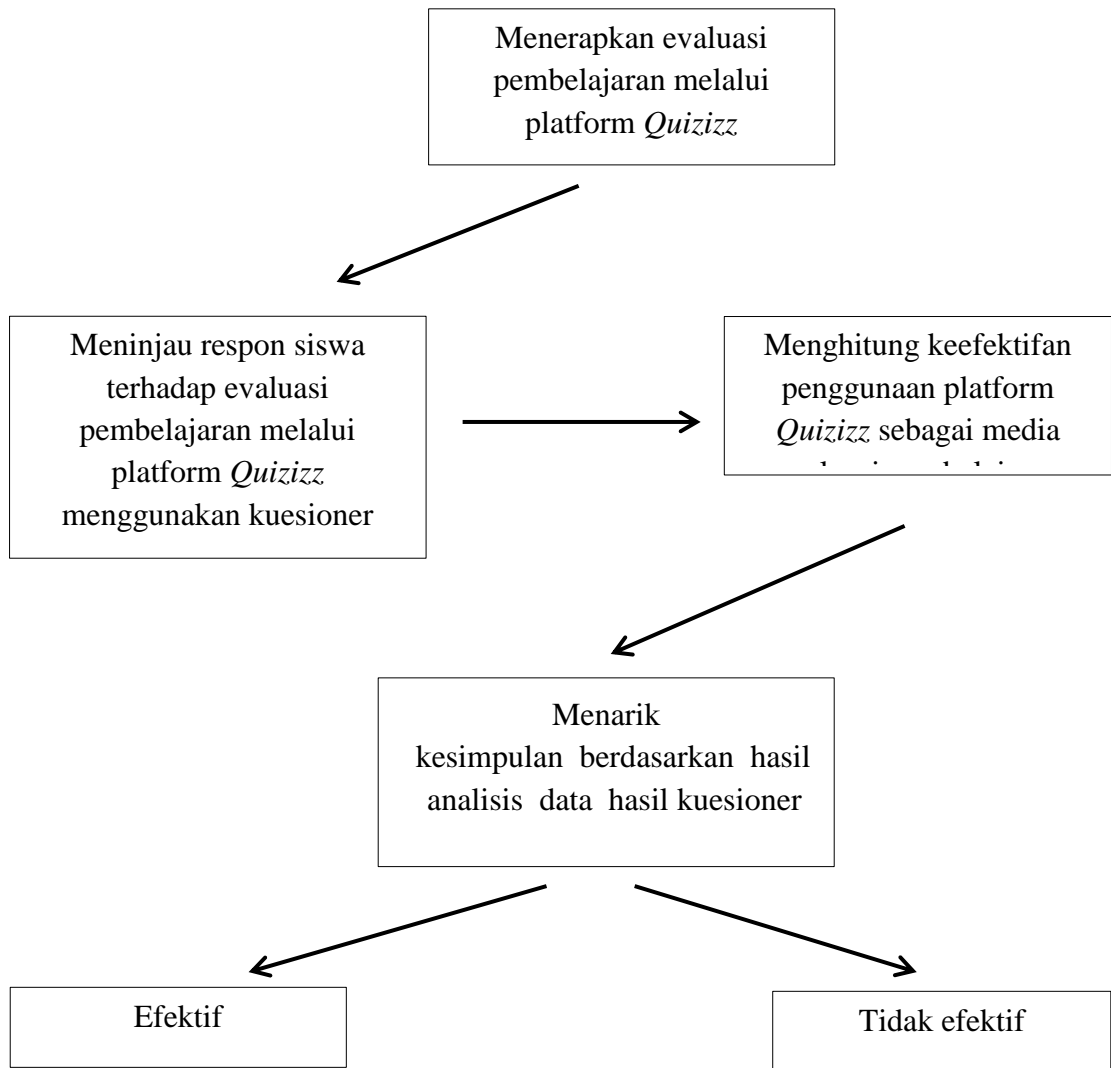 Menerapkan evaluasi
pembelajaran melalui
platform Quizizz
Meninjau respon siswa
terhadap evaluasi
pembelajaran melalui
platform Quizizz
menggunakan kuesioner
Menghitung keefektifan
penggunaan platform
Quizizz sebagai media
Menarik
kesimpulan berdasarkan hasil
analisis data hasil kuesioner
Efektif
Tidak efektif